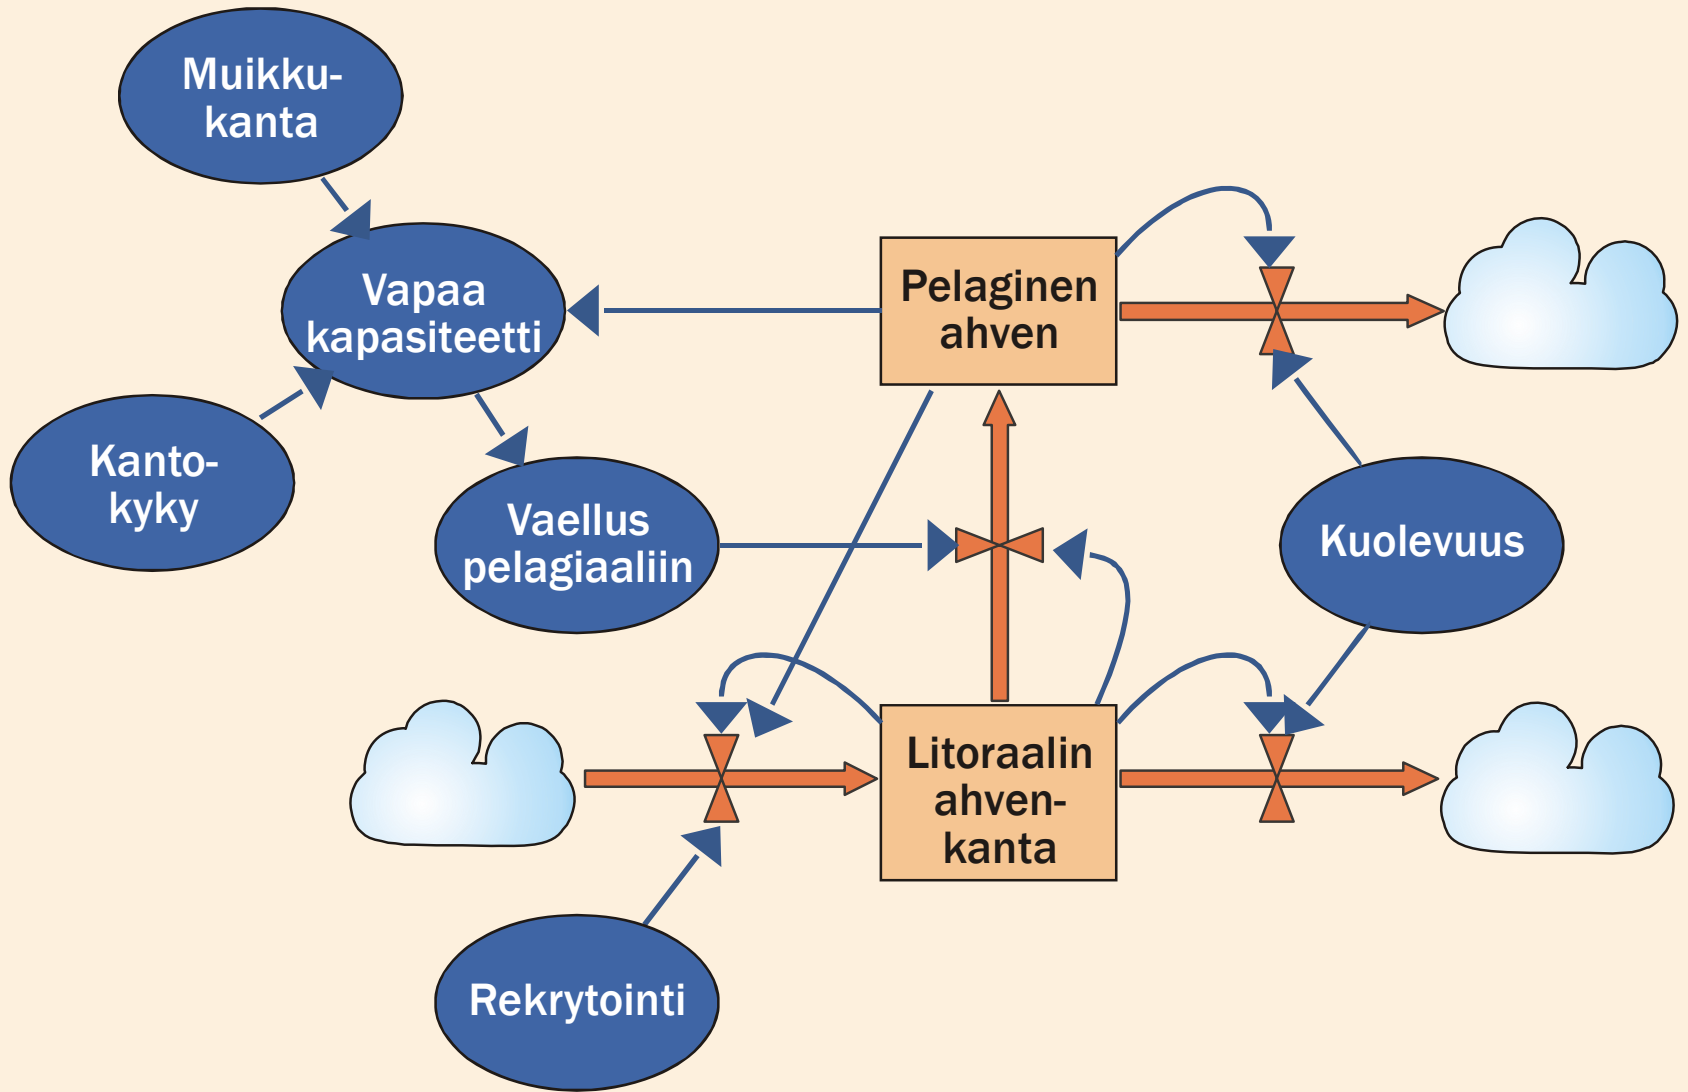 Muikku-
kanta
Vapaa
kapasiteetti
Pelaginen
ahven
Kanto-
kyky
Vaellus
pelagiaaliin
Kuolevuus
Litoraalin
ahven-
kanta
Rekrytointi